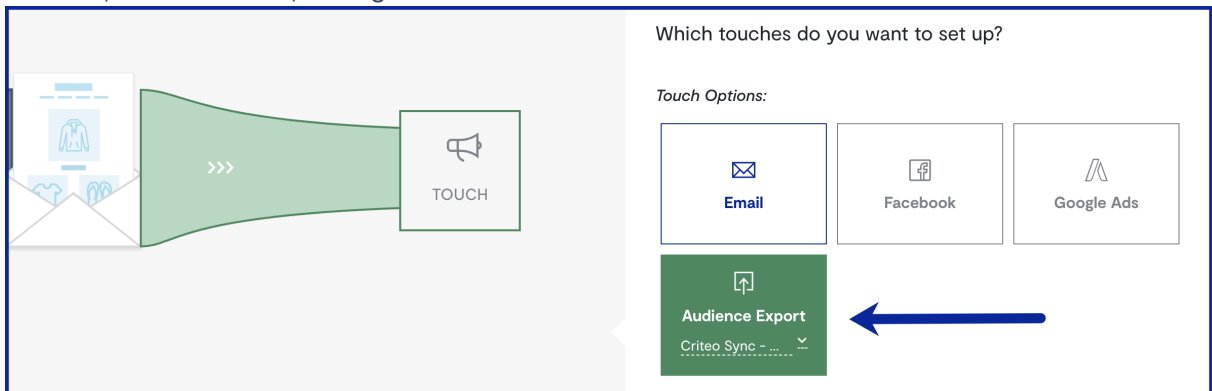 Which touches do you want to set up?
Touch Options:
TOUCH
Email
Facebook
Google Ads
Audience Export
Criteo Sync - ...